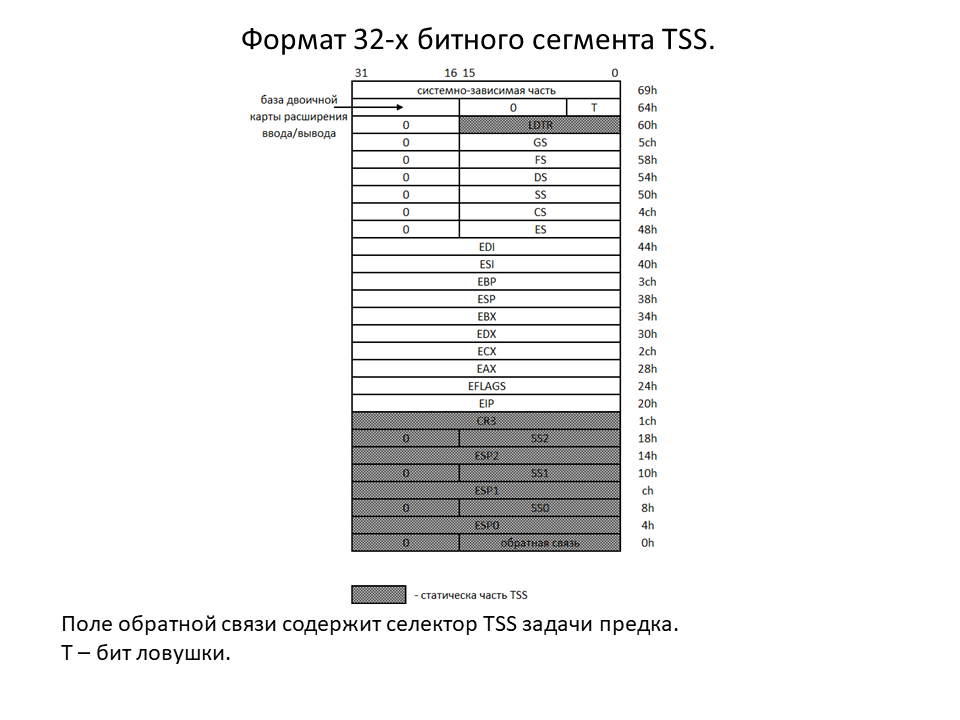 Формат 32-х битного сегмента TSS.
31 16 15 0
системно-зависимая часть 69h
база двоичной
карты расширения
ввода/вывода
0 T 64h
0 LDTR 60h
0 GS 5ch
0 FS 58h
0 DS 54h
0 SS 50h
0 CS 4ch
0 ES 48h
EDI 44h
ESI 40h
EBP 3ch
ESP 38h
EBX 34h
EDX 30h
ECX 2ch
EAX 28h
EFLAGS 24h
EIP 20h
CR3 1ch
0 SS2 18h
ESP2 14h
0 SS1 10h
ESP1 ch
0 SS0 8h
ESP0 4h
0 обратная связь 0h
- статическа часть TSS
Поле обратной связи содержит селектор TSS задачи предка.
T – бит ловушки.